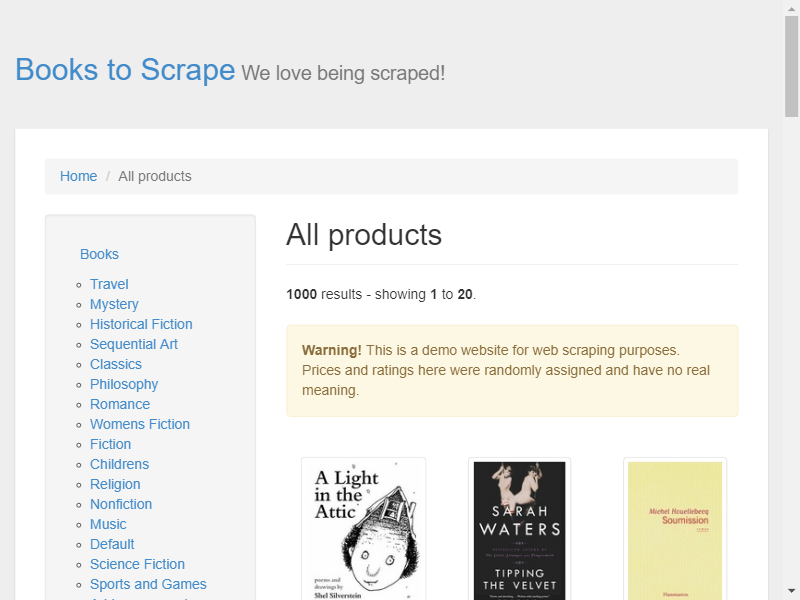 Books to Scrape We love being scraped!
Home / All products
Books
Travel
Mystery
Historical Fiction
Sequential Art
Classics
Philosophy
Romance
Womens Fiction
Fiction
Childrens
Religion
Nonfiction
Music
Default
Science Fiction
Sports and Games
All products
1000 results - showing 1 to 20.
Warning! This is a demo website for web scraping purposes.
Prices and ratings here were randomly assigned and have no real
meaning.
A Light
in the
Attic
poems and
drawings by
Shel Silverstein
SARAH
WATERS
TIPPING
THE VELVET
Michel Houellebecq
Soumission
roman
Flammarion